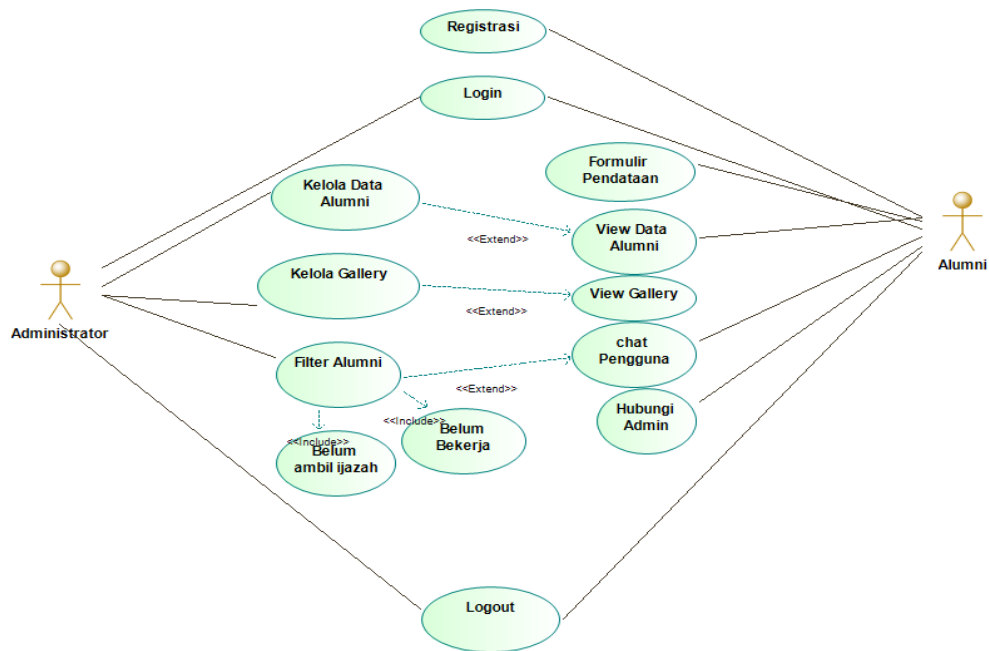 Registrasi
Login
Formulir
Pendataan
Kelola Data
Alumni
View Data
Alumni
<<Extend>>
Alumni
Kelola Gallery
View Gallery
<<Extend>>
Administrator
chat
Pengguna
Filter Alumni
<<Extend>>
Hubungi
Admin
<<Include>>
Belum
Bekerja
<<Include>>
Belum
ambil ijazah
Logout